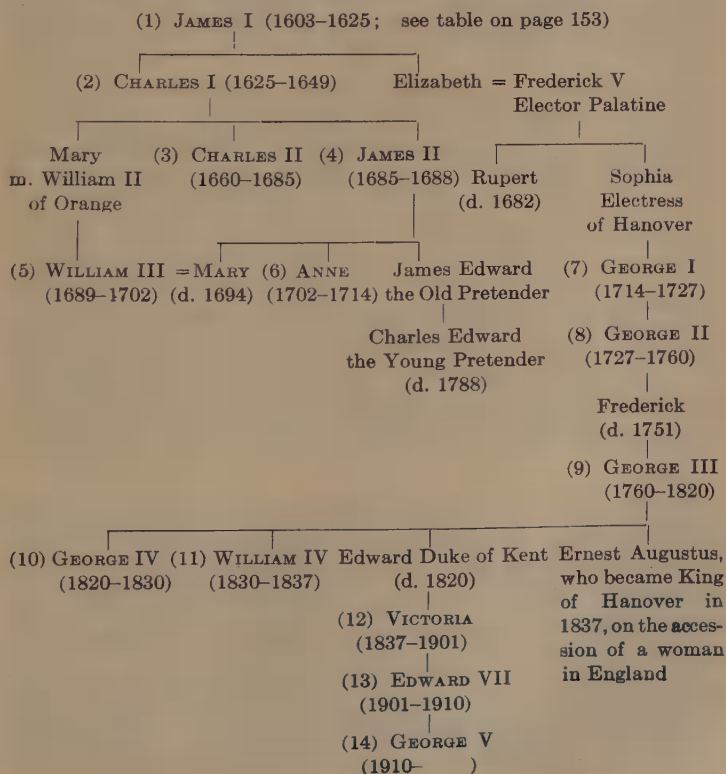 (1) JAMES I (1603–1625; see table on page 153)
(2) CHARLES I (1625–1649) Elizabeth = Frederick V
Elector Palatine
Mary (3) CHARLES II (4) JAMES II
m. William II (1660–1685) (1685–1688) Rupert Sophia
of Orange (d. 1682) Electress
of Hanover
(5) WILLIAM III = MARY (6) ANNE James Edward (7) GEORGE I
(1689–1702) (d. 1694) (1702–1714) the Old Pretender (1714–1727)
Charles Edward (8) GEORGE II
the Young Pretender (1727–1760)
(d. 1788)
Frederick
(d. 1751)
(9) GEORGE III
(1760–1820)
(10) GEORGE IV (11) WILLIAM IV Edward Duke of Kent Ernest Augustus,
(1820–1830) (1830–1837) (d. 1820) who became King
(12) VICTORIA of Hanover in
(1837–1901) 1837, on the acces-
sion of a woman
(13) EDWARD VII in England
(1901–1910)
(14) GEORGE V
(1910– )